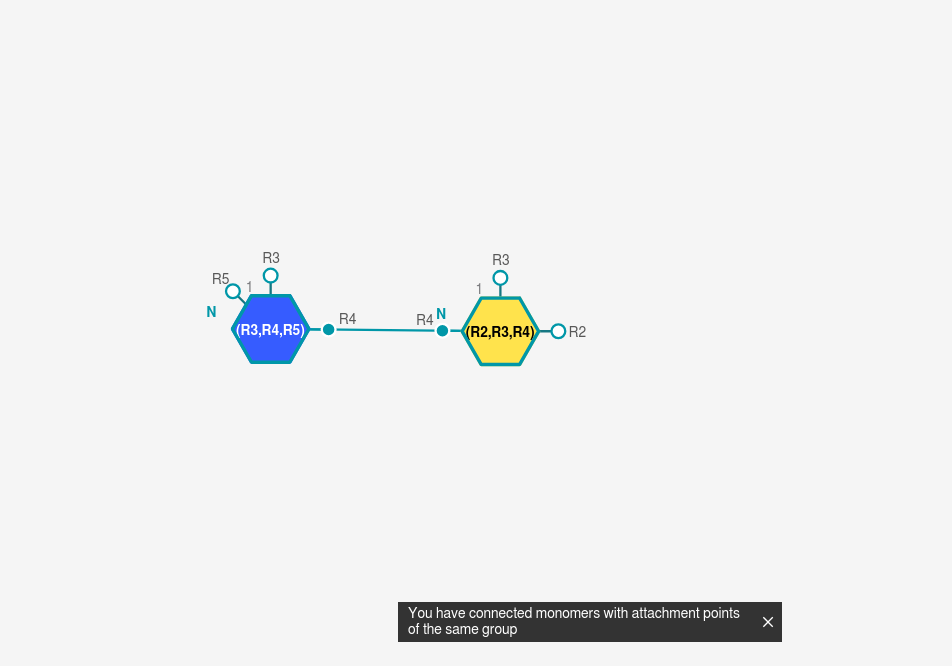 R3
R3
R5
1
1
N
N
R4
R4
(R3,R4,R5)
(R2,R3,R4)
R2
You have connected monomers with attachment points
of the same group